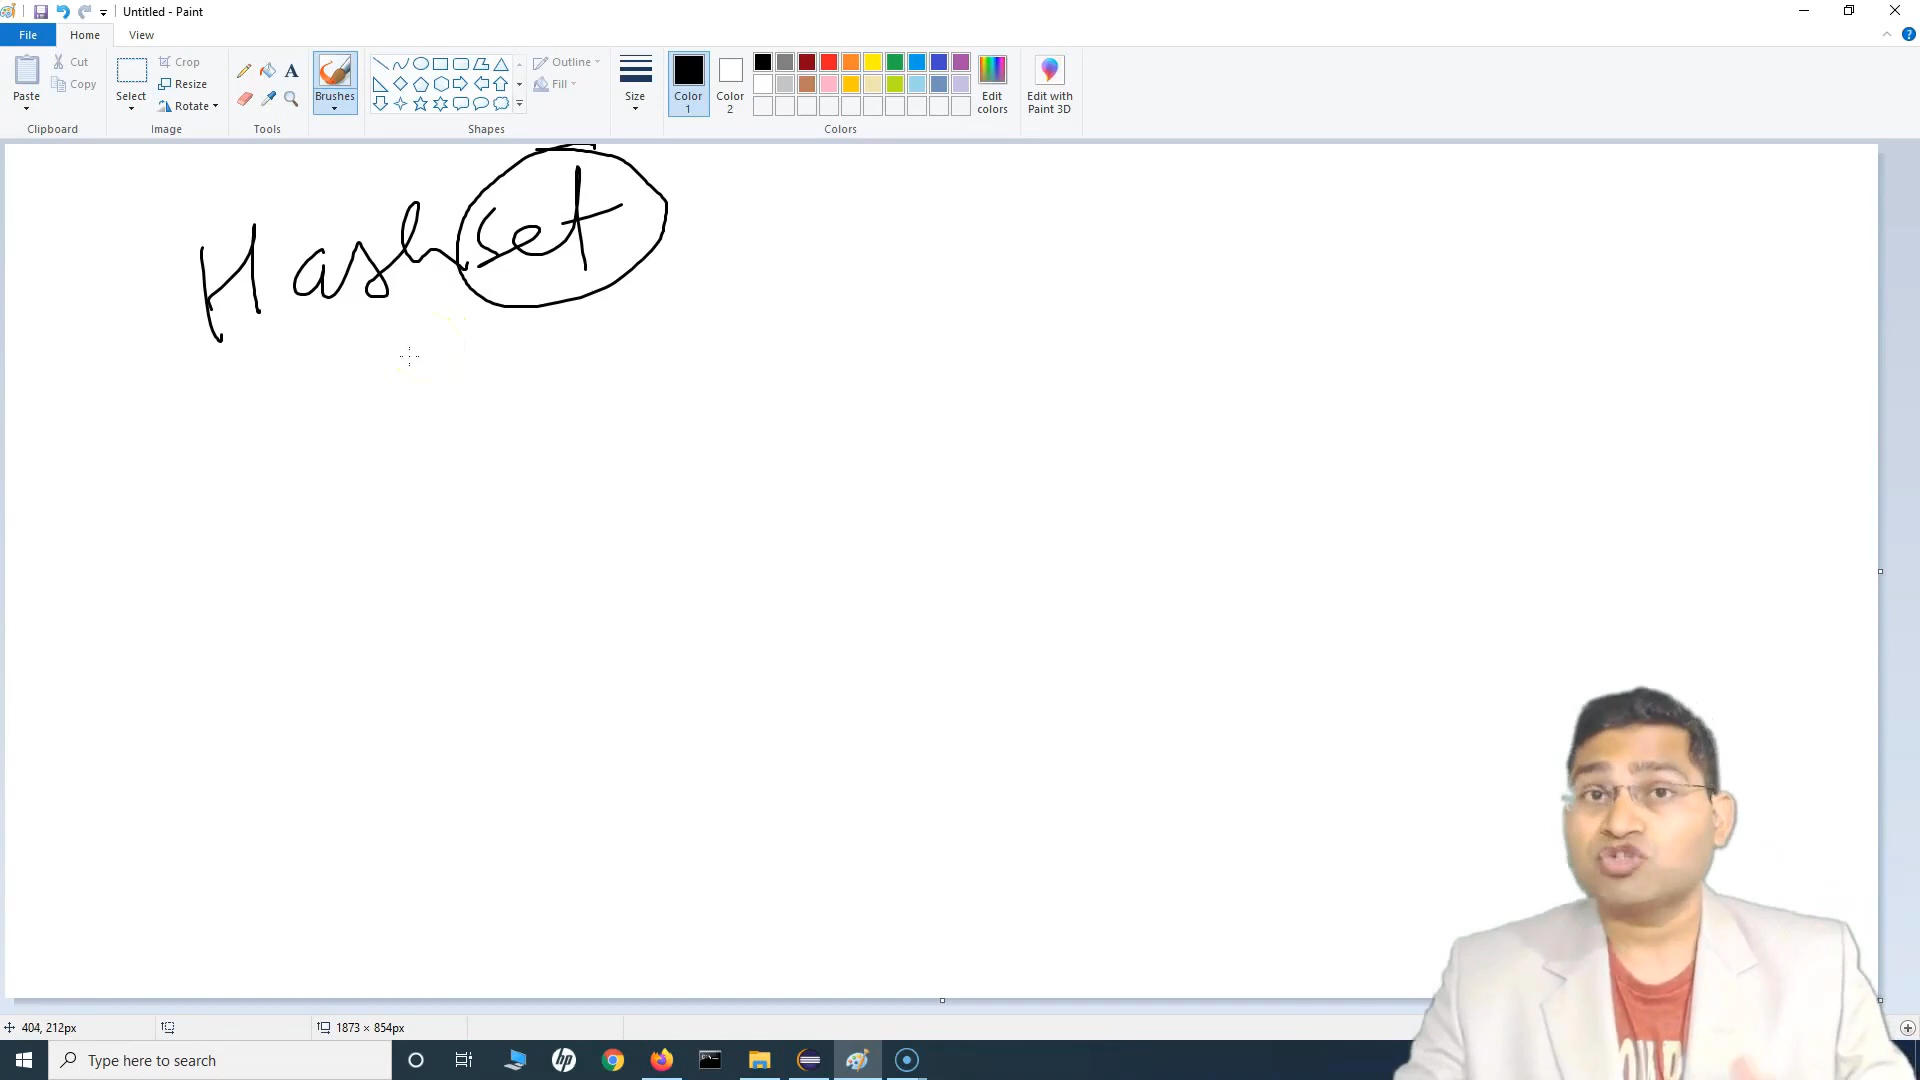 Untitled - Paint
File Home View
Paste
Cut
Copy
Clipboard
Select
Crop
Resize
Rotate
Image
A
Tools
Brushes
Outline
Fill
Shapes
Size
Color 1
Color 2
Edit colors
Colors
Edit with Paint 3D
Hashset
404, 212px
1873 × 854px
Type here to search
hp